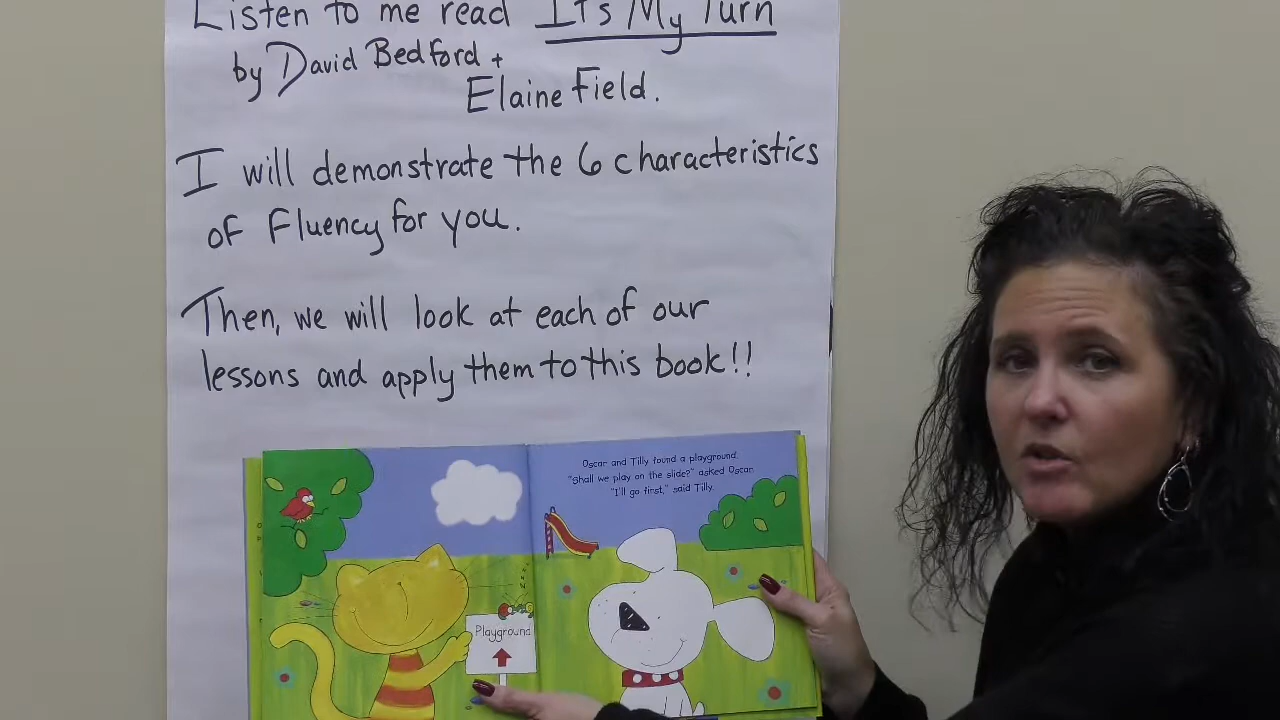 Listen to me read It's My Turn
by David Bedford +
Elaine Field.
I will demonstrate the 6 characteristics
of Fluency for you.
Then, we will look at each of our
lessons and apply them to this book!!
Oscar and Tilly found a playground.
"Shall we play on the slide?" asked Oscar.
"I'll go first," said Tilly.
Playground